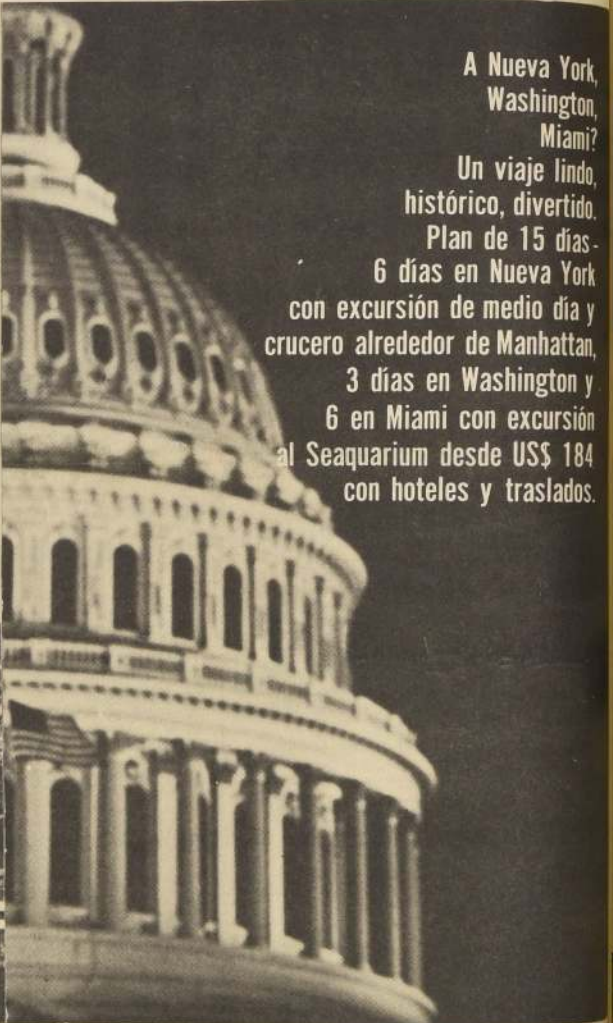 A Nueva York,
Washington,
Miami?
Un viaje lindo,
histórico, divertido.
Plan de 15 días-
6 días en Nueva York
con excursión de medio día y
crucero alrededor de Manhattan,
3 días en Washington y
6 en Miami con excursión
al Seaquarium desde US$ 184
con hoteles y traslados.